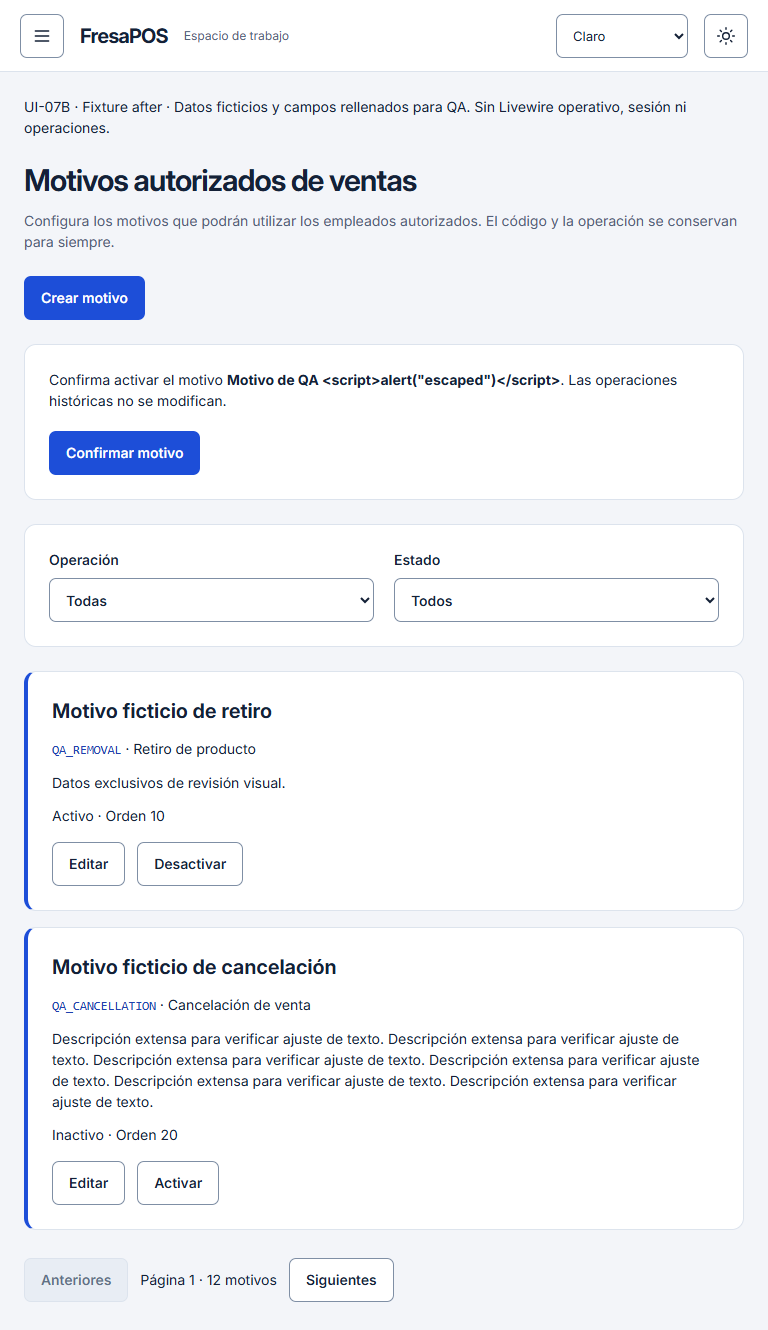 FresaPOS Espacio de trabajo Claro
UI-07B · Fixture after · Datos ficticios y campos rellenados para QA. Sin Livewire operativo, sesión ni
operaciones.
Motivos autorizados de ventas
Configura los motivos que podrán utilizar los empleados autorizados. El código y la operación se conservan
para siempre.
Crear motivo
Confirma activar el motivo Motivo de QA <script>alert("escaped")</script>. Las operaciones
históricas no se modifican.
Confirmar motivo
Operación Estado
Todas Todos
Motivo ficticio de retiro
QA_REMOVAL · Retiro de producto
Datos exclusivos de revisión visual.
Activo · Orden 10
Editar Desactivar
Motivo ficticio de cancelación
QA_CANCELLATION · Cancelación de venta
Descripción extensa para verificar ajuste de texto. Descripción extensa para verificar ajuste de
texto. Descripción extensa para verificar ajuste de texto. Descripción extensa para verificar ajuste
de texto. Descripción extensa para verificar ajuste de texto. Descripción extensa para verificar
ajuste de texto.
Inactivo · Orden 20
Editar Activar
Anteriores Página 1 · 12 motivos Siguientes